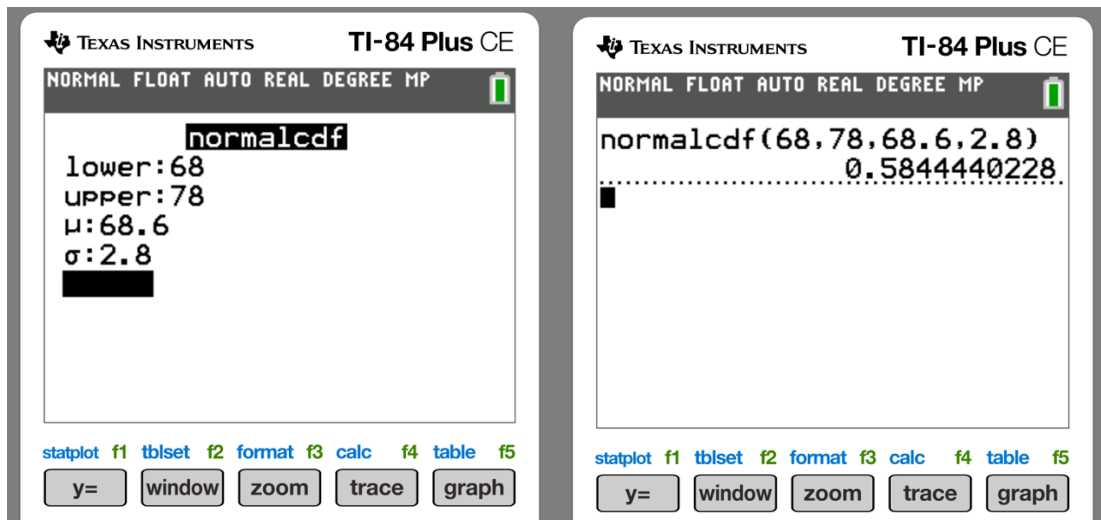 TEXAS INSTRUMENTS TI-84 Plus CE
NORMAL FLOAT AUTO REAL DEGREE MP
normalcdf
lower:68
upper:78
μ:68.6
σ:2.8
statplot f1 tblset f2 format f3 calc f4 table f5
y= window zoom trace graph
TEXAS INSTRUMENTS TI-84 Plus CE
NORMAL FLOAT AUTO REAL DEGREE MP
normalcdf(68,78,68.6,2.8)
0.5844440228
statplot f1 tblset f2 format f3 calc f4 table f5
y= window zoom trace graph